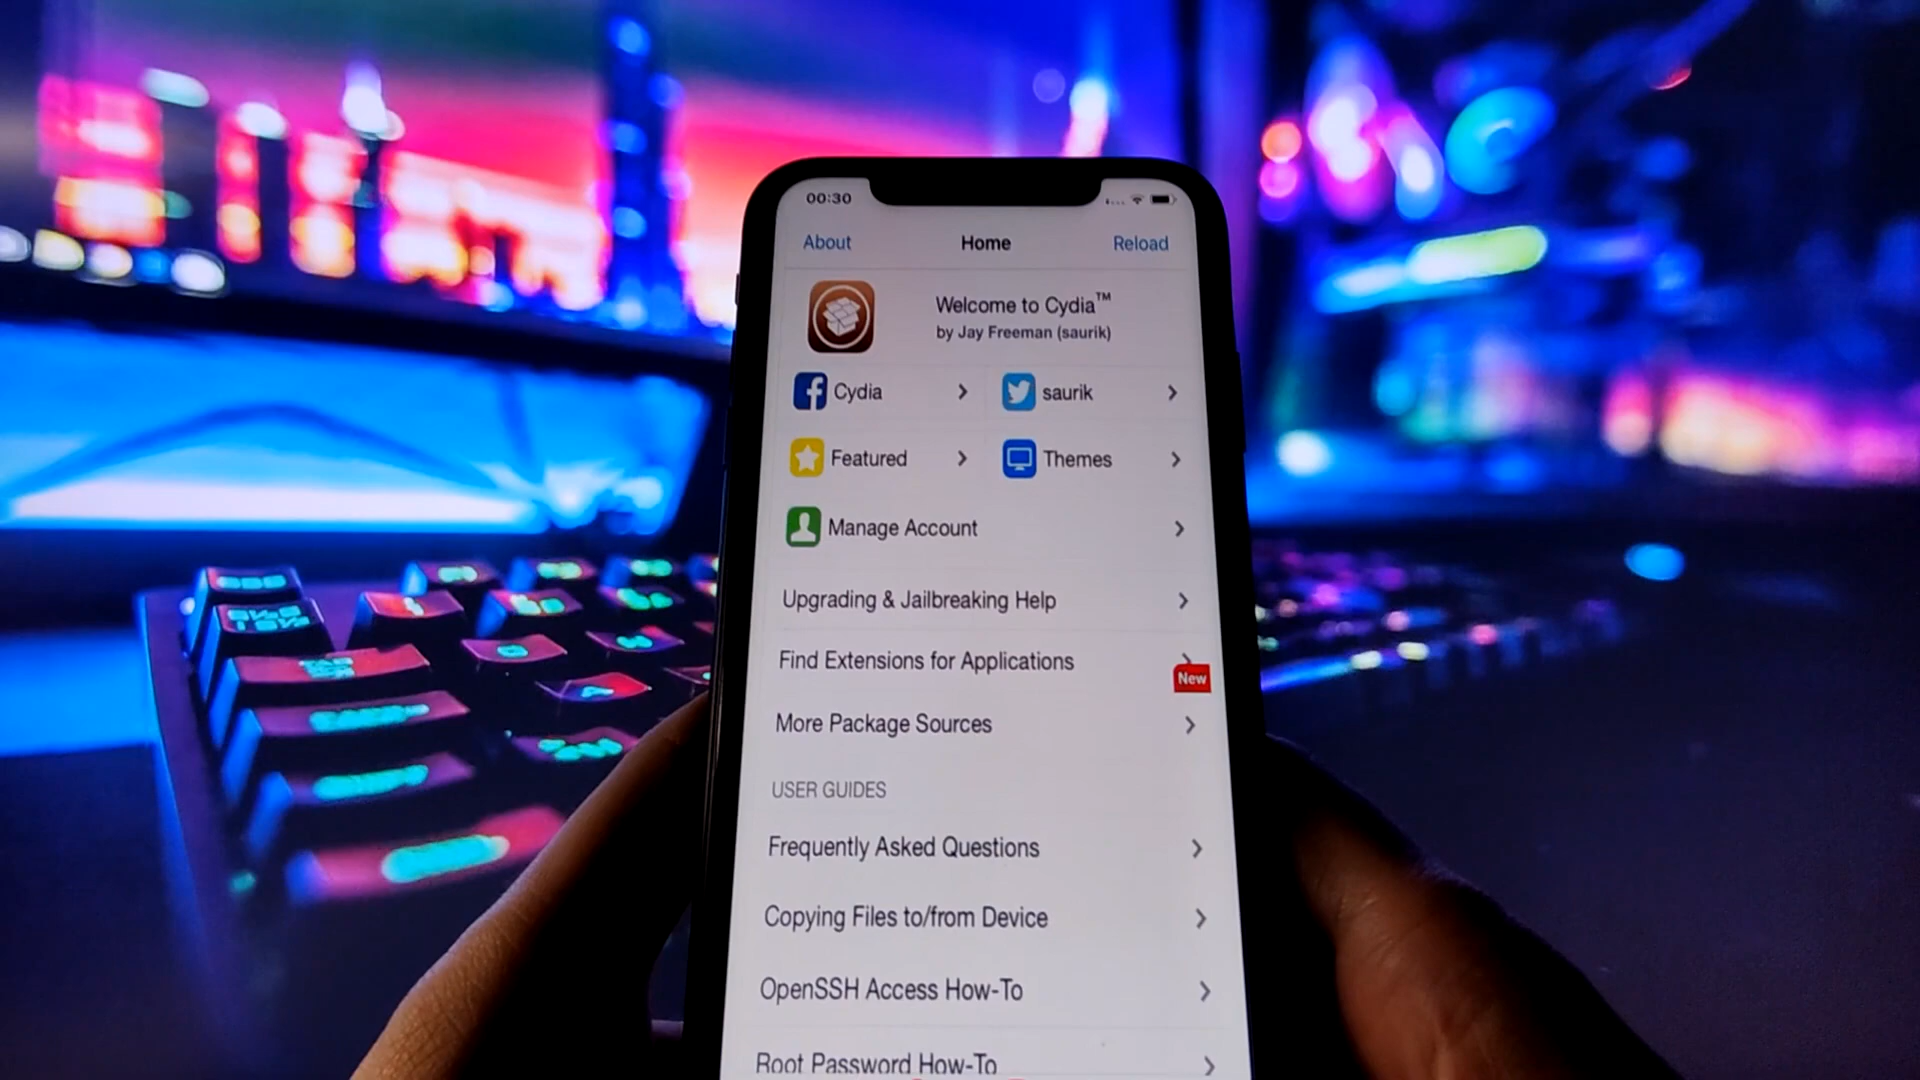 00:30
About
Home
Reload
Welcome to Cydia™
by Jay Freeman (saurik)
Cydia
saurik
Featured
Themes
Manage Account
Upgrading & Jailbreaking Help
Find Extensions for Applications
New
More Package Sources
USER GUIDES
Frequently Asked Questions
Copying Files to/from Device
OpenSSH Access How-To
Root Password How-To